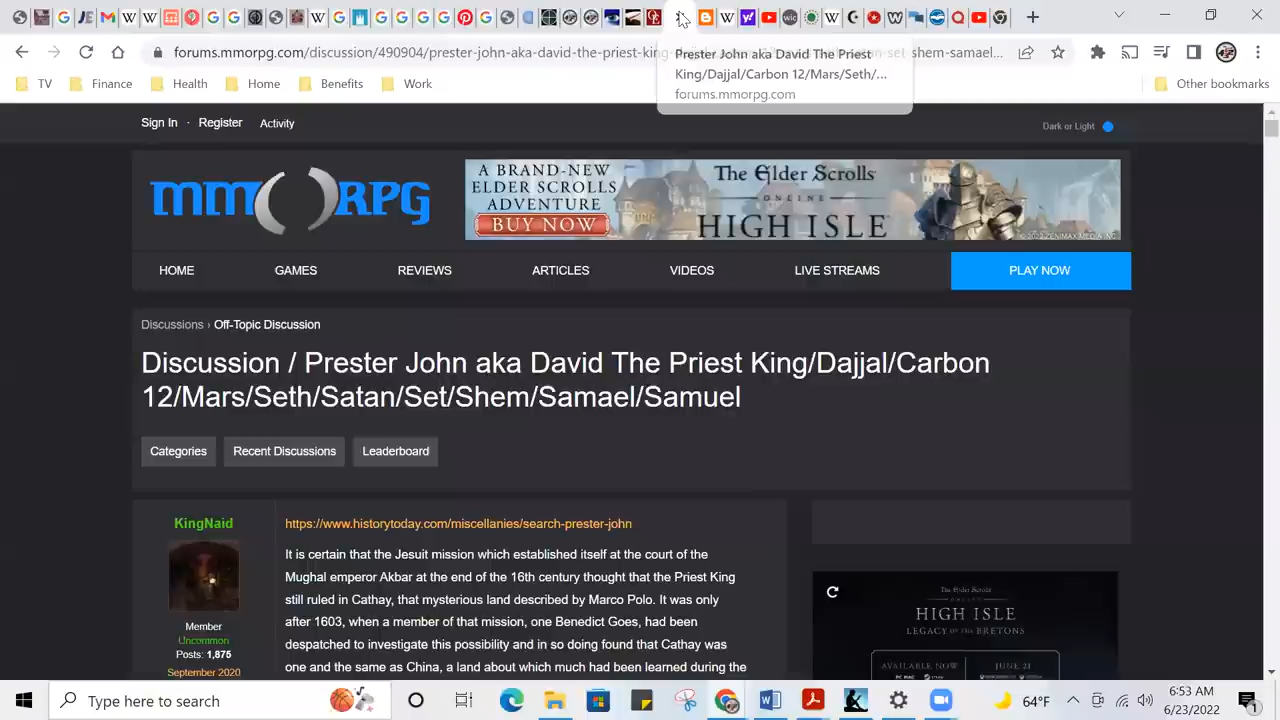 forums.mmorpg.com/discussion/490904/prester-john-aka-david-the-priest-king-
set_shem-samael...
Prester John aka David The Priest
King/Dajjal/Carbon 12/Mars/Seth/...
forums.mmorpg.com
TV
Finance
Health
Home
Benefits
Work
Other bookmarks
Sign In · Register Activity
Dark or Light
mmorpg
A BRAND-NEW
ELDER SCROLLS
ADVENTURE
BUY NOW
The Elder Scrolls
ONLINE
HIGH ISLE
© 2022 ZENIMAX MEDIA INC.
HOME GAMES REVIEWS ARTICLES VIDEOS LIVE STREAMS PLAY NOW
Discussions › Off-Topic Discussion
Discussion / Prester John aka David The Priest King/Dajjal/Carbon
12/Mars/Seth/Satan/Set/Shem/Samael/Samuel
Categories Recent Discussions Leaderboard
KingNaid
Member
Uncommon
Posts: 1,875
September 2020
https://www.historytoday.com/miscellanies/search-prester-john
It is certain that the Jesuit mission which established itself at the court of the
Mughal emperor Akbar at the end of the 16th century thought that the Priest King
still ruled in Cathay, that mysterious land described by Marco Polo. It was only
after 1603, when a member of that mission, one Benedict Goes, had been
despatched to investigate this possibility and in so doing found that Cathay was
one and the same as China, a land about which much had been learned during the
The Elder Scrolls
ONLINE
HIGH ISLE
LEGACY OF THE BRETONS
AVAILABLE NOW
JUNE 21
Type here to search
64°F
6:53 AM
6/23/2022